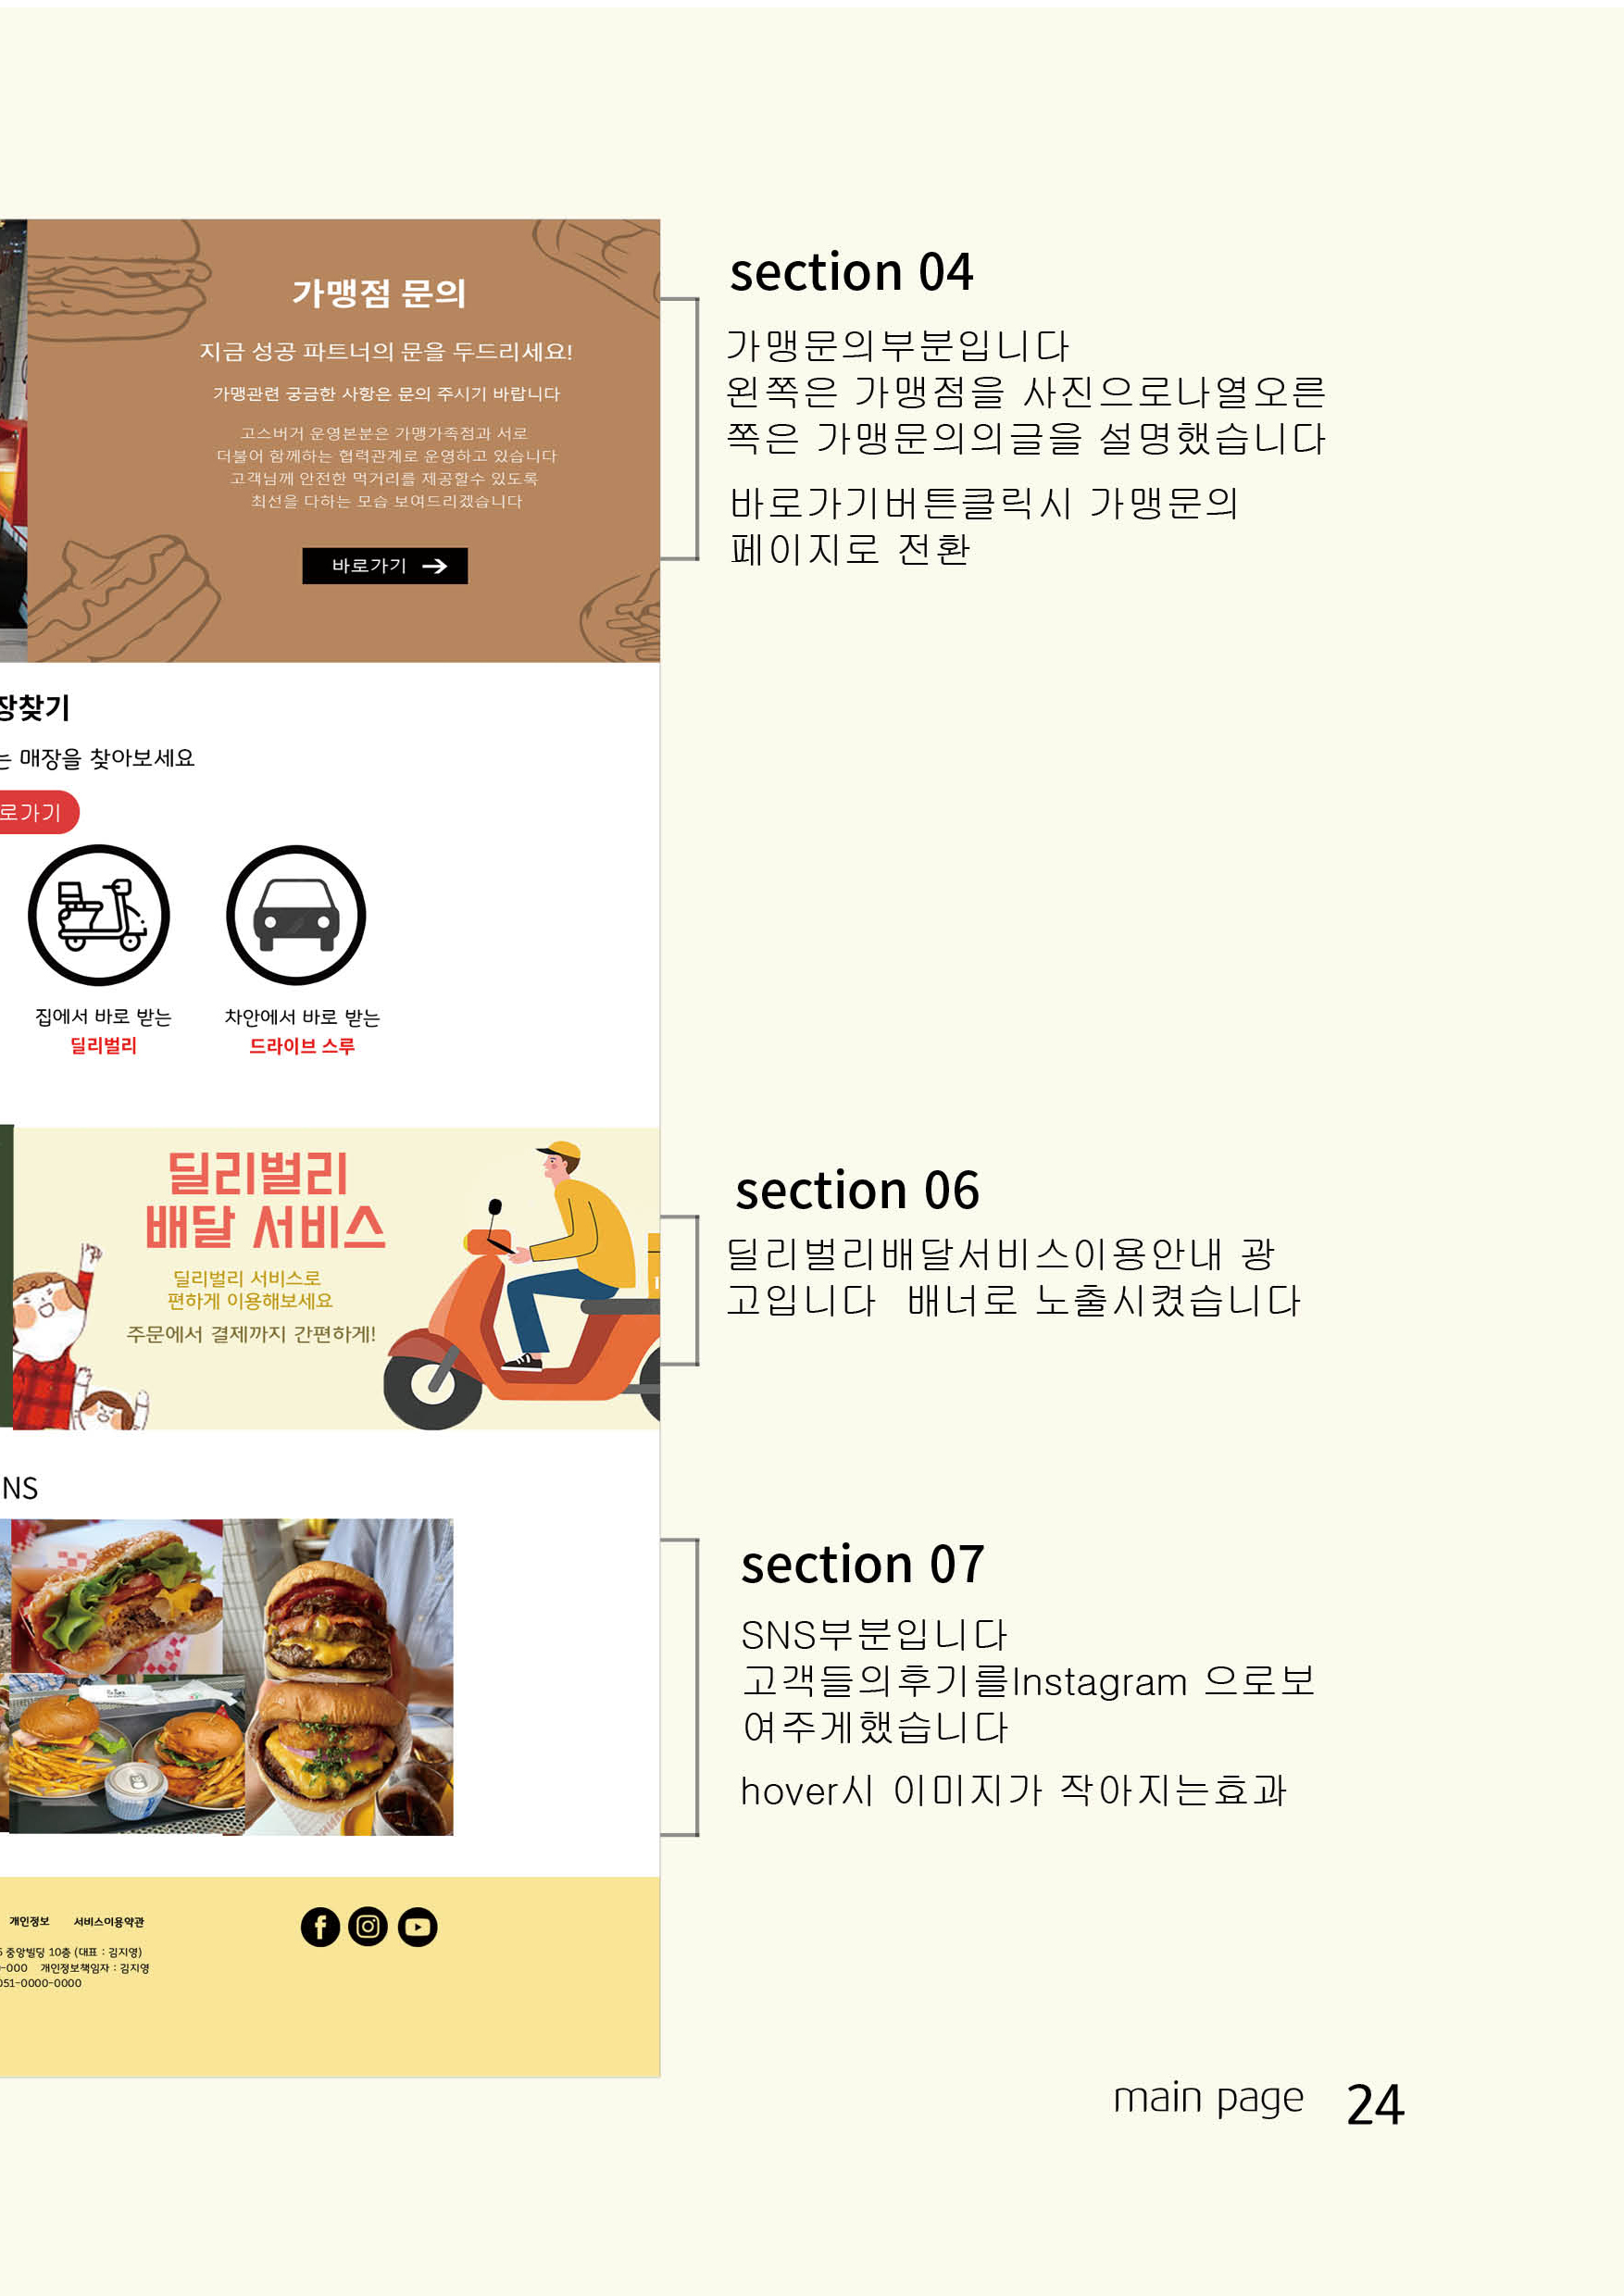 가맹점 문의
지금 성공 파트너의 문을 두드리세요!
가맹관련 궁금한 사항은 문의 주시기 바랍니다
고스버거 운영본분은 가맹가족점과 서로
더불어 함께하는 협력관계로 운영하고 있습니다
고객님께 안전한 먹거리를 제공할수 있도록
최선을 다하는 모습 보여드리겠습니다
바로가기
section 04
가맹문의부분입니다
왼쪽은 가맹점을 사진으로나열오른
쪽은 가맹문의의글을 설명했습니다
바로가기버튼클릭시 가맹문의
페이지로 전환
장찾기
는 매장을 찾아보세요
로가기
집에서 바로 받는
딜리벌리
차안에서 바로 받는
드라이브 스루
딜리벌리
배달 서비스
딜리벌리 서비스로
편하게 이용해보세요
주문에서 결제까지 간편하게!
section 06
딜리벌리배달서비스이용안내 광
고입니다 배너로 노출시켰습니다
NS
section 07
SNS부분입니다
고객들의후기를Instagram 으로보
여주게했습니다
hover시 이미지가 작아지는효과
개인정보 서비스이용약관
중앙빌딩 10층 (대표 : 김지영)
-000 개인정보책임자 : 김지영
051-0000-0000
main page 24